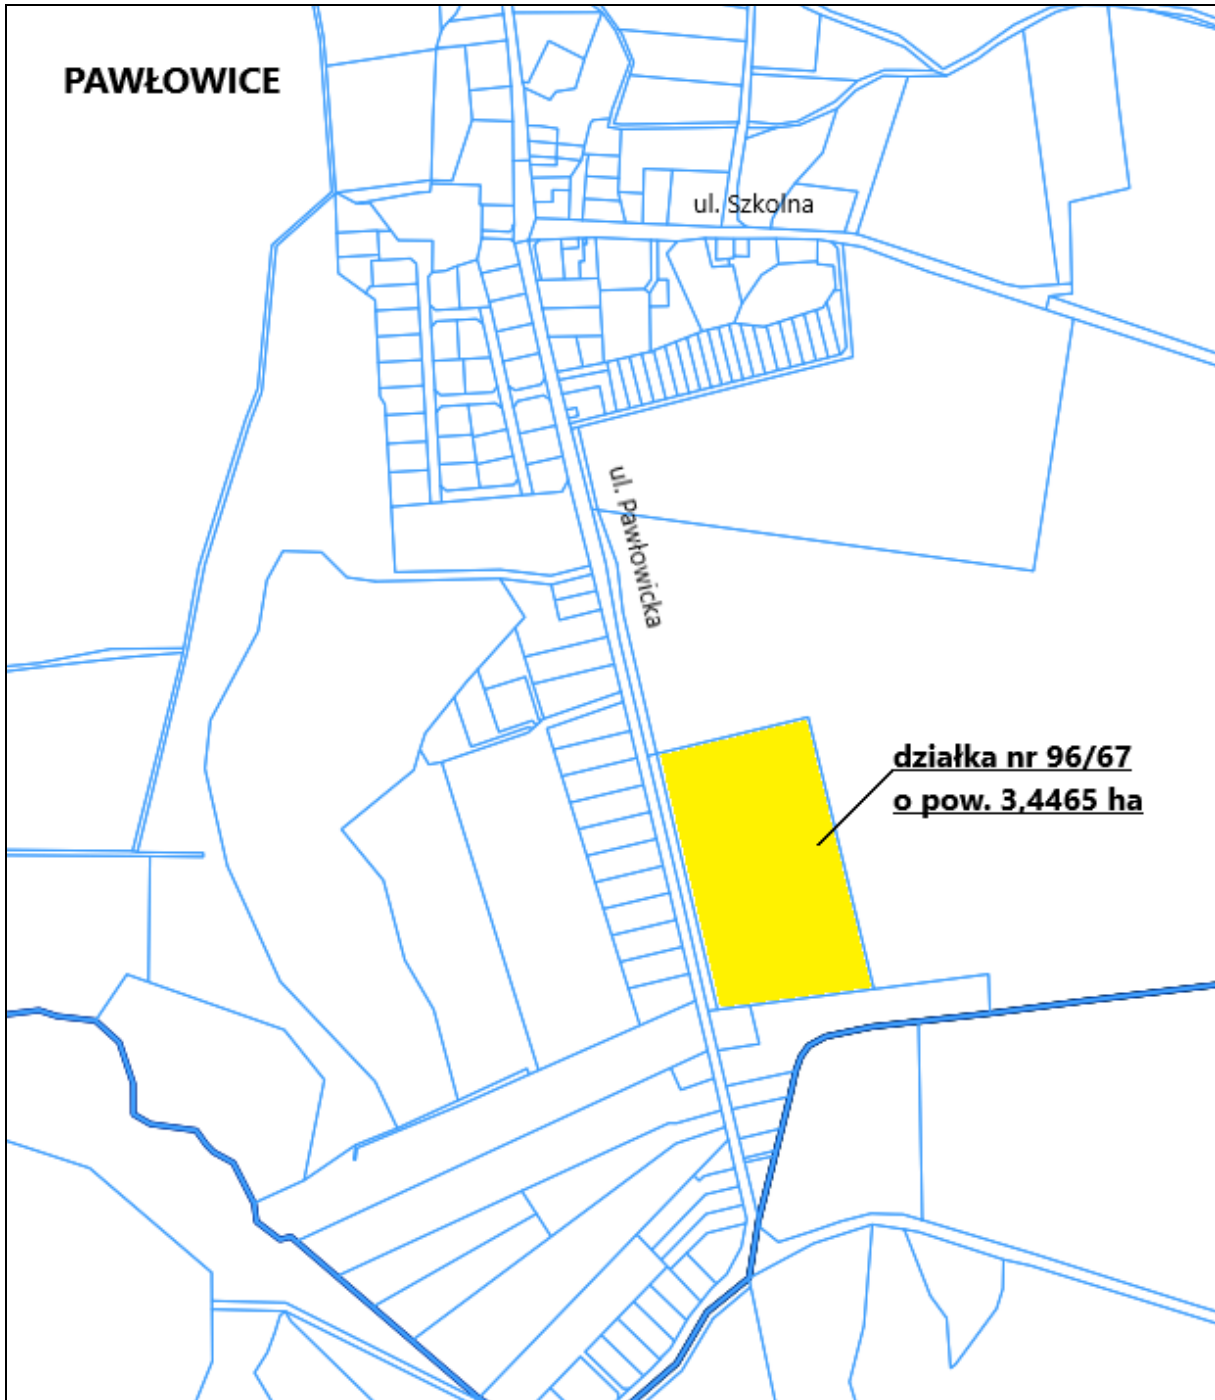 PAWŁOWICE
ul. Szkolna
ul. Pawłowicka
działka nr 96/67
o pow. 3,4465 ha